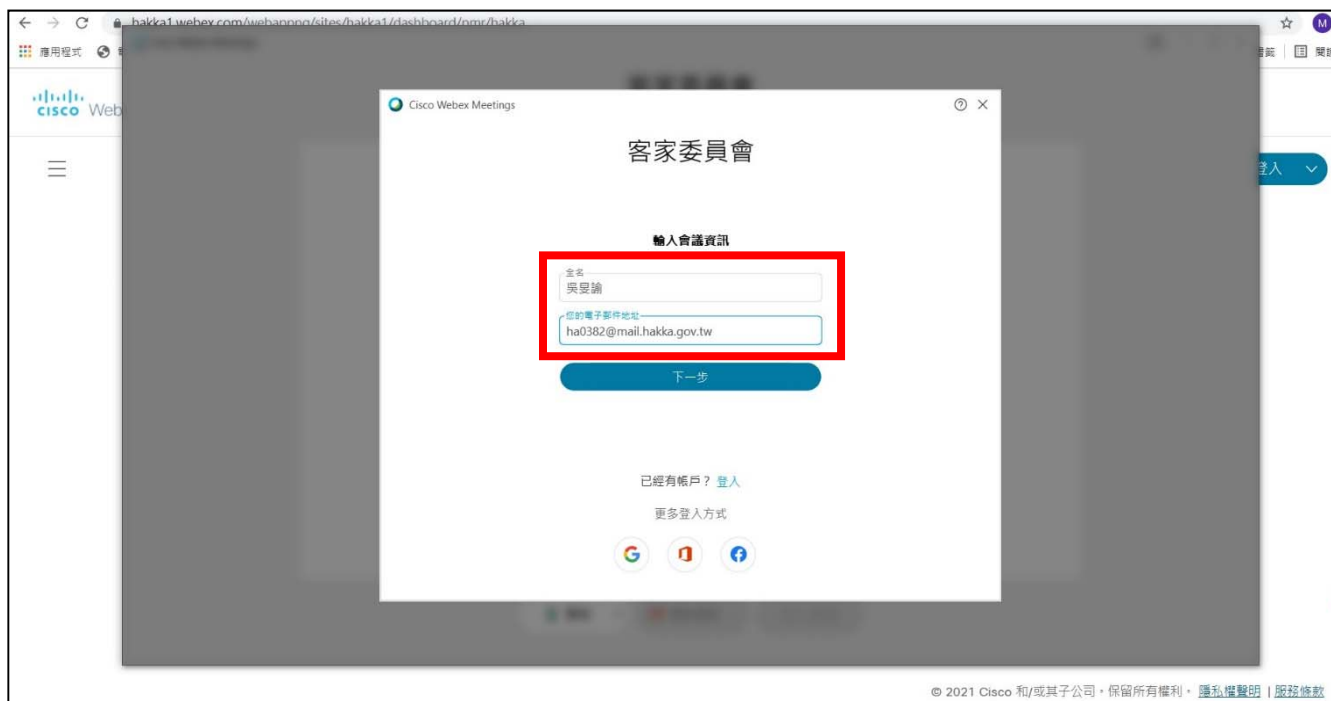 hakka1.webex.com/webappng/sites/hakka1/dashboard/pmr/hakka
M
應用程式
cisco Web
Cisco Webex Meetings
客家委員會
登入
輸入會議資訊
全名
吳旻諭
您的電子郵件地址
ha0382@mail.hakka.gov.tw
下一步
已經有帳戶？ 登入
更多登入方式
© 2021 Cisco 和/或其子公司。保留所有權利。 隱私權聲明 | 服務條款